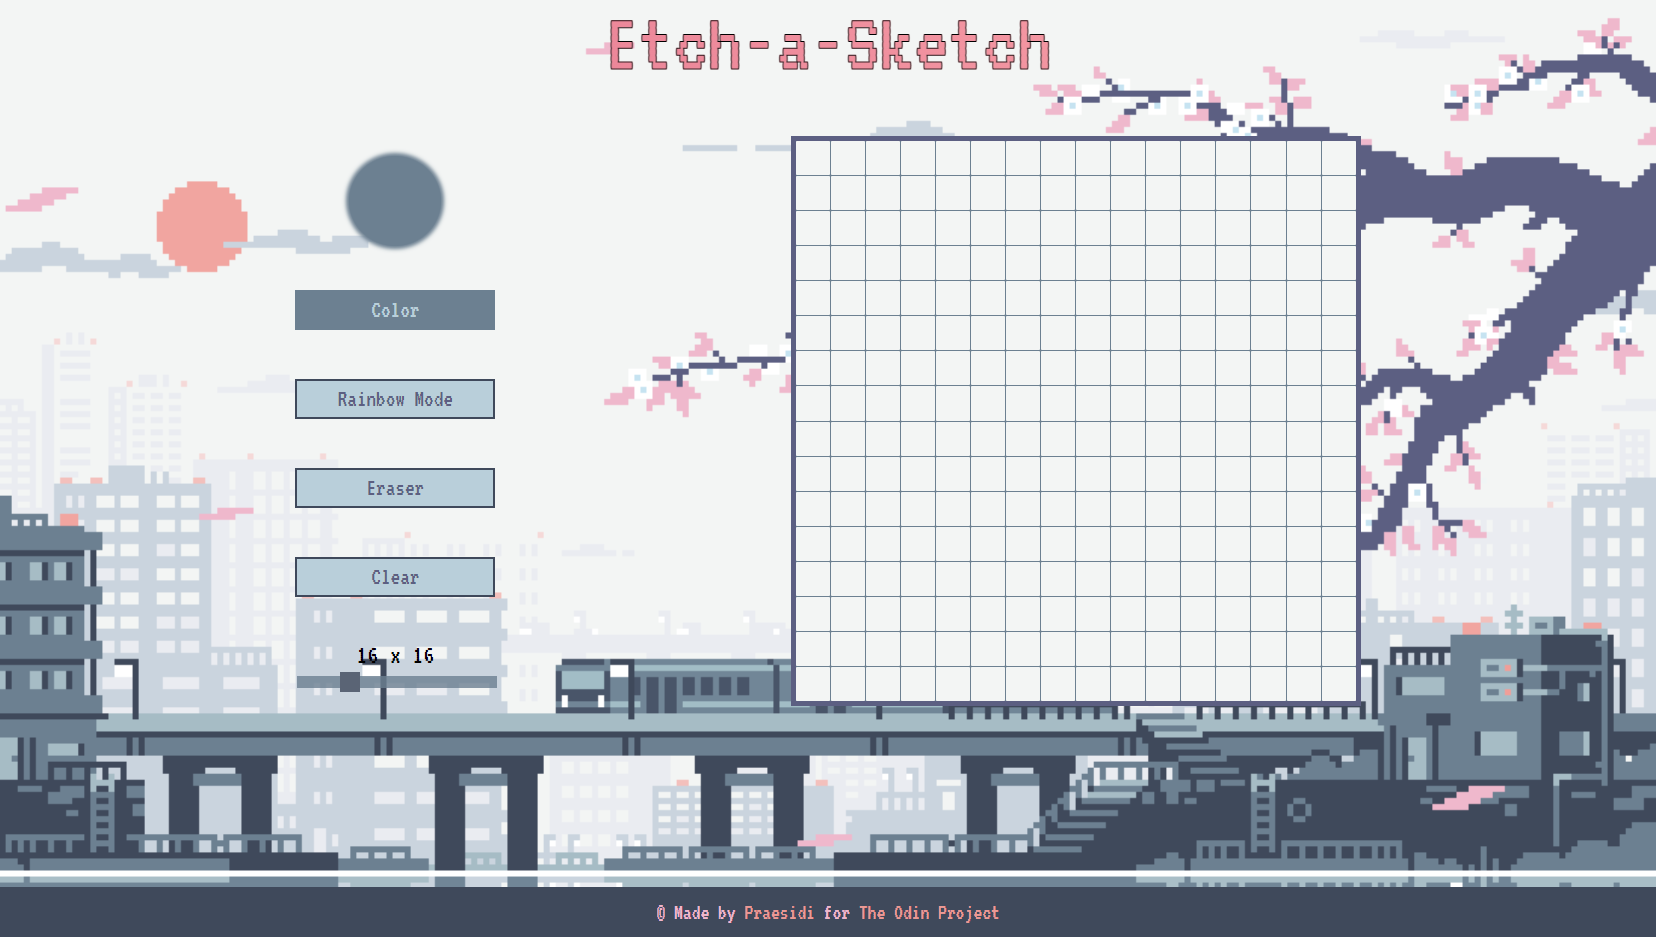 Etch-a-Sketch
Color
Rainbow Mode
Eraser
Clear
16 x 16
@ Made by Praesidi for The Odin Project